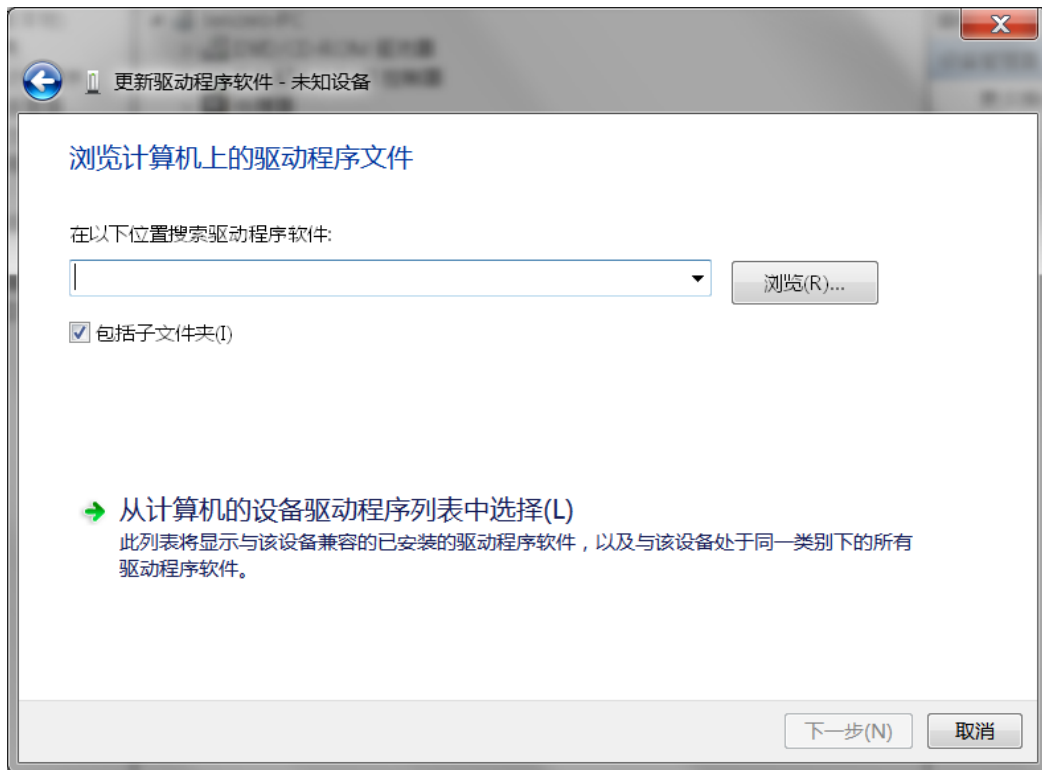 更新驱动程序软件 - 未知设备
浏览计算机上的驱动程序文件
在以下位置搜索驱动程序软件:
浏览(R)...
包括子文件夹(I)
从计算机的设备驱动程序列表中选择(L)
此列表将显示与该设备兼容的已安装的驱动程序软件，以及与该设备处于同一类别下的所有
驱动程序软件。
下一步(N)
取消